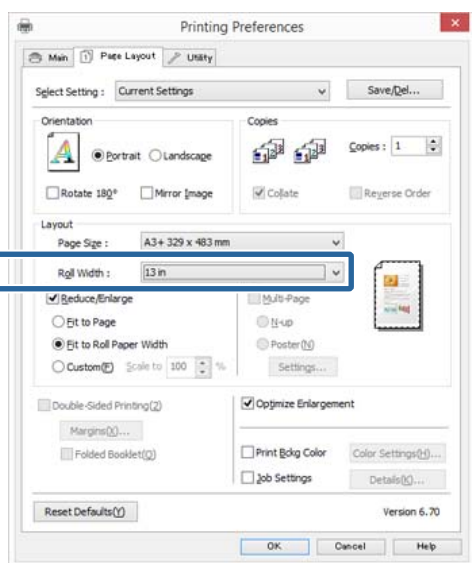 Printing Preferences
Main Page Layout Utility
Select Setting : Current Settings Save/Del...
Orientation Copies
Portrait Landscape Copies : 1
Rotate 180° Mirror Image Collate Reverse Order
Layout
Page Size : A3+ 329 x 483 mm
Roll Width : 13 in
Reduce/Enlarge Multi-Page
Fit to Page N-up
Fit to Roll Paper Width Poster(N)
Custom(F) Scale to 100 % Settings...
Double-Sided Printing(2) Optimize Enlargement
Margins(X)...
Folded Booklet(O) Print Bckg Color Color Settings(H)...
Job Settings Details(K)...
Reset Defaults(Y) Version 6.70
OK Cancel Help